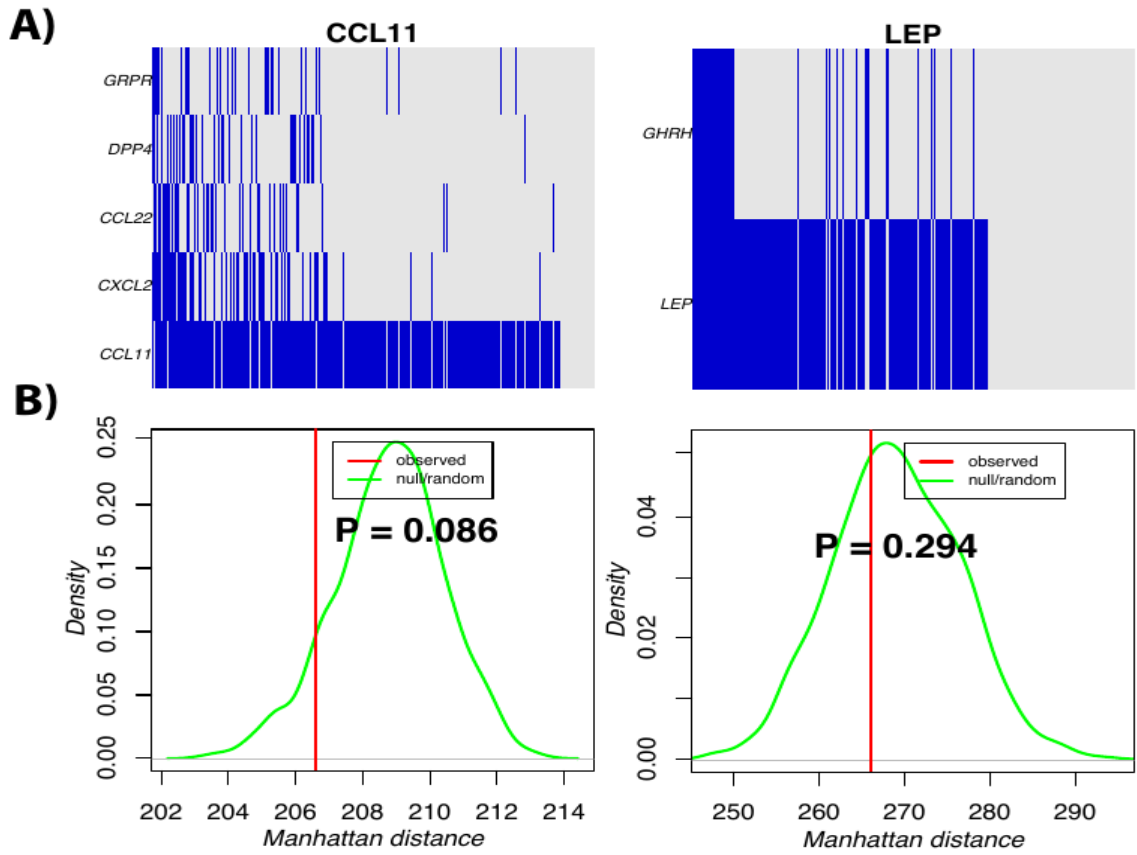 A)
CCL11
GRPR
DPP4
CCL22
CXCL2
CCL11
LEP
GHRH
LEP
B)
Density
0.25
0.20
0.15
0.10
0.05
0.00
observed
null/random
P = 0.086
202 204 206 208 210 212 214
Manhattan distance
Density
0.04
0.02
0.00
observed
null/random
P = 0.294
250 260 270 280 290
Manhattan distance